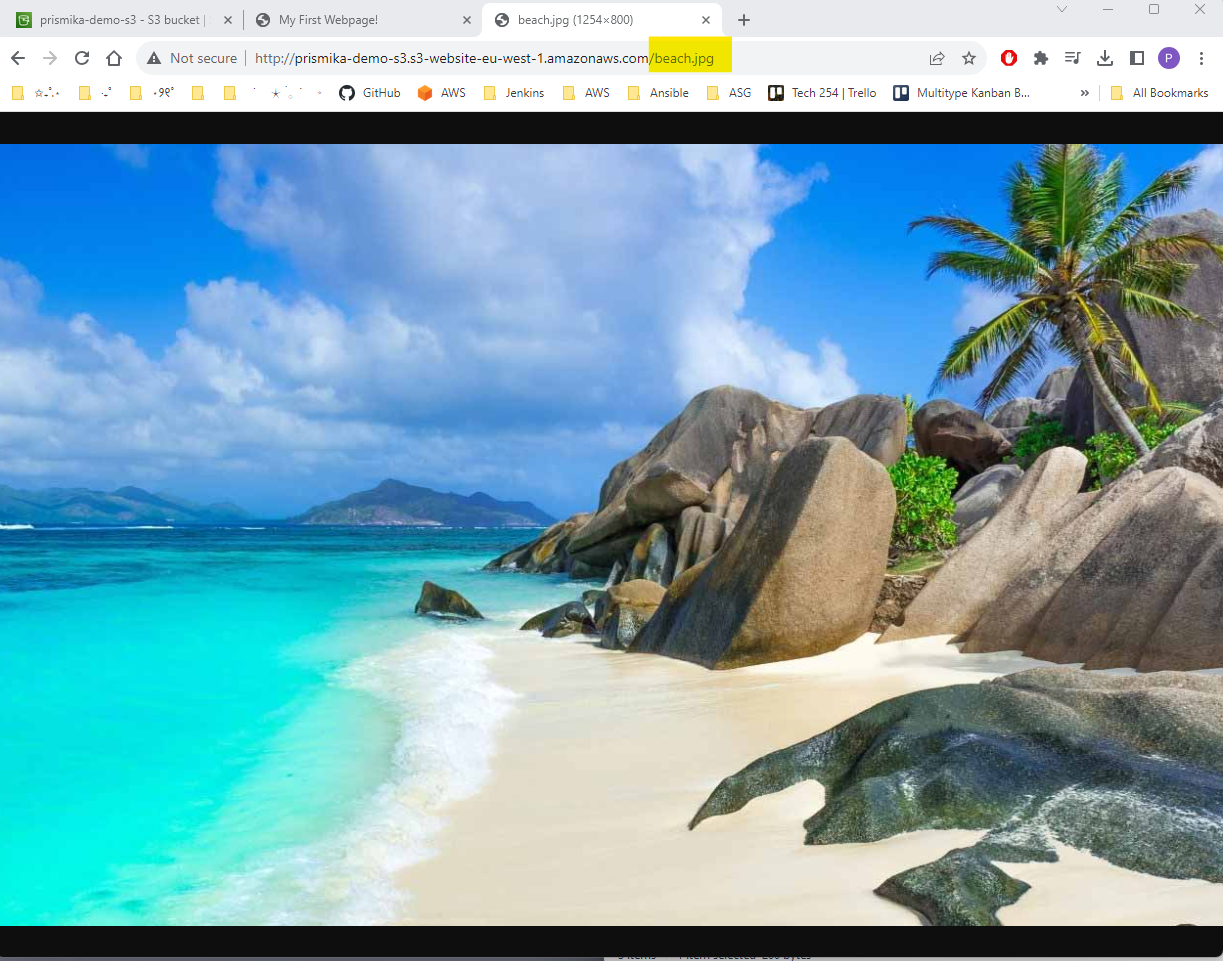 prismika-demo-s3 - S3 bucket |
My First Webpage!
beach.jpg (1254×800)
Not secure
http://prismika-demo-s3.s3-website-eu-west-1.amazonaws.com/beach.jpg
P
GitHub
AWS
Jenkins
AWS
Ansible
ASG
Tech 254 | Trello
Multitype Kanban B...
»
All Bookmarks